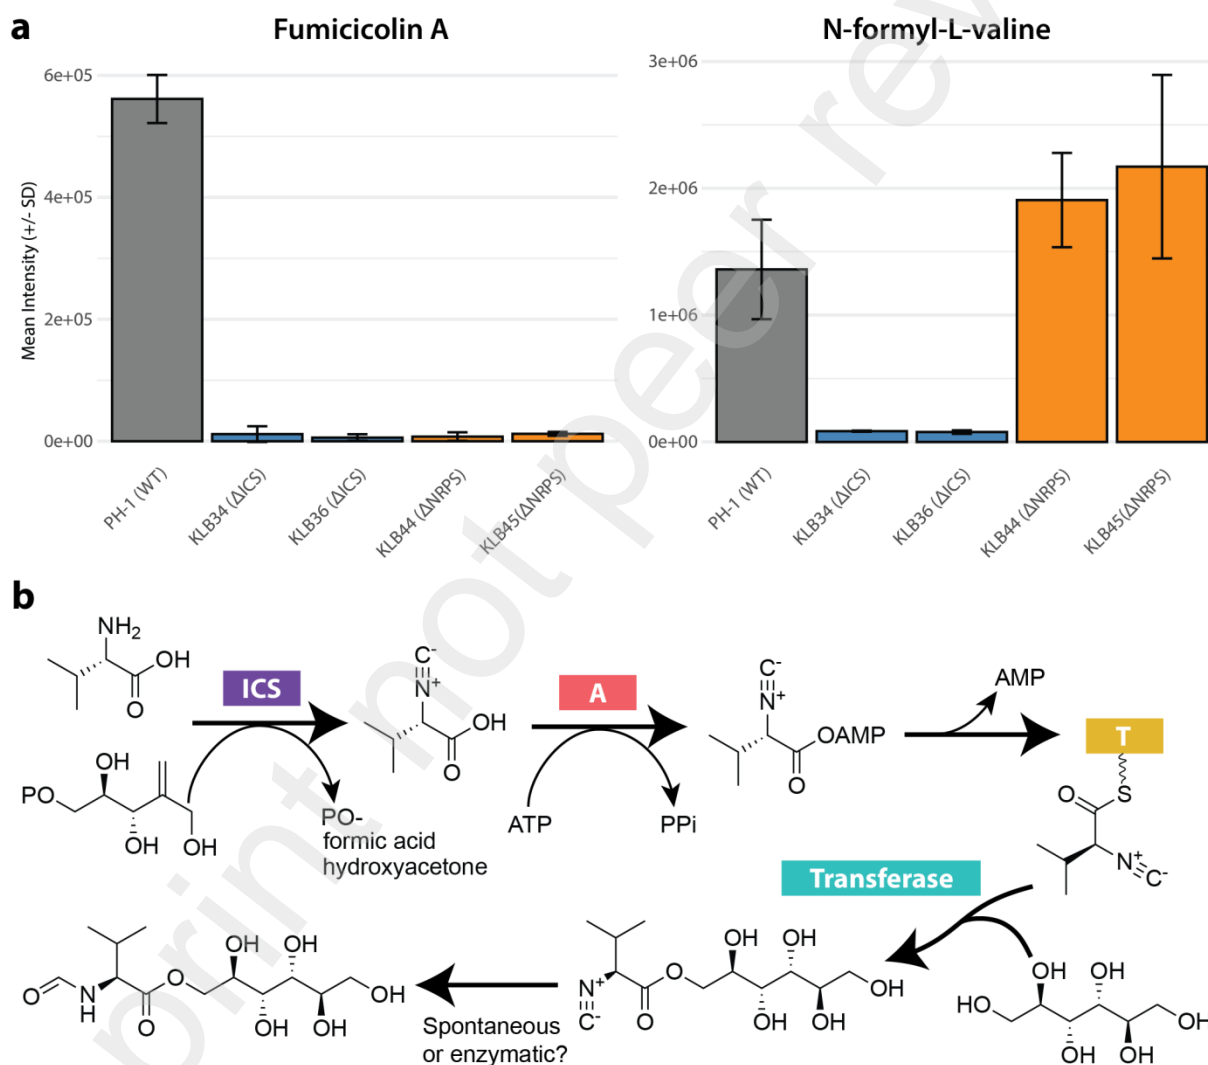 a
Fumicicolin A
N-formyl-L-valine
Mean Intensity (+/- SD)
6e+05
4e+05
2e+05
0e+00
PH-1 (WT)
KLB34 (ΔICS)
KLB36 (ΔICS)
KLB44 (ΔNRPS)
KLB45(ΔNRPS)
3e+06
2e+06
1e+06
0e+00
PH-1 (WT)
KLB34 (ΔICS)
KLB36 (ΔICS)
KLB44 (ΔNRPS)
KLB45(ΔNRPS)
b
NH2
OH
O
OH
PO
OH
OH
ICS
PO-
formic acid
hydroxyacetone
C-
N+
OH
O
A
ATP
PPi
C-
N+
OAMP
O
AMP
T
S
O
N+
C-
Transferase
OH
OH
HO
OH
OH
OH
N+
C-
O
O
OH
OH
OH
OH
OH
Spontaneous
or enzymatic?
O
N
H
O
O
OH
OH
OH
OH
OH
print not peer rev